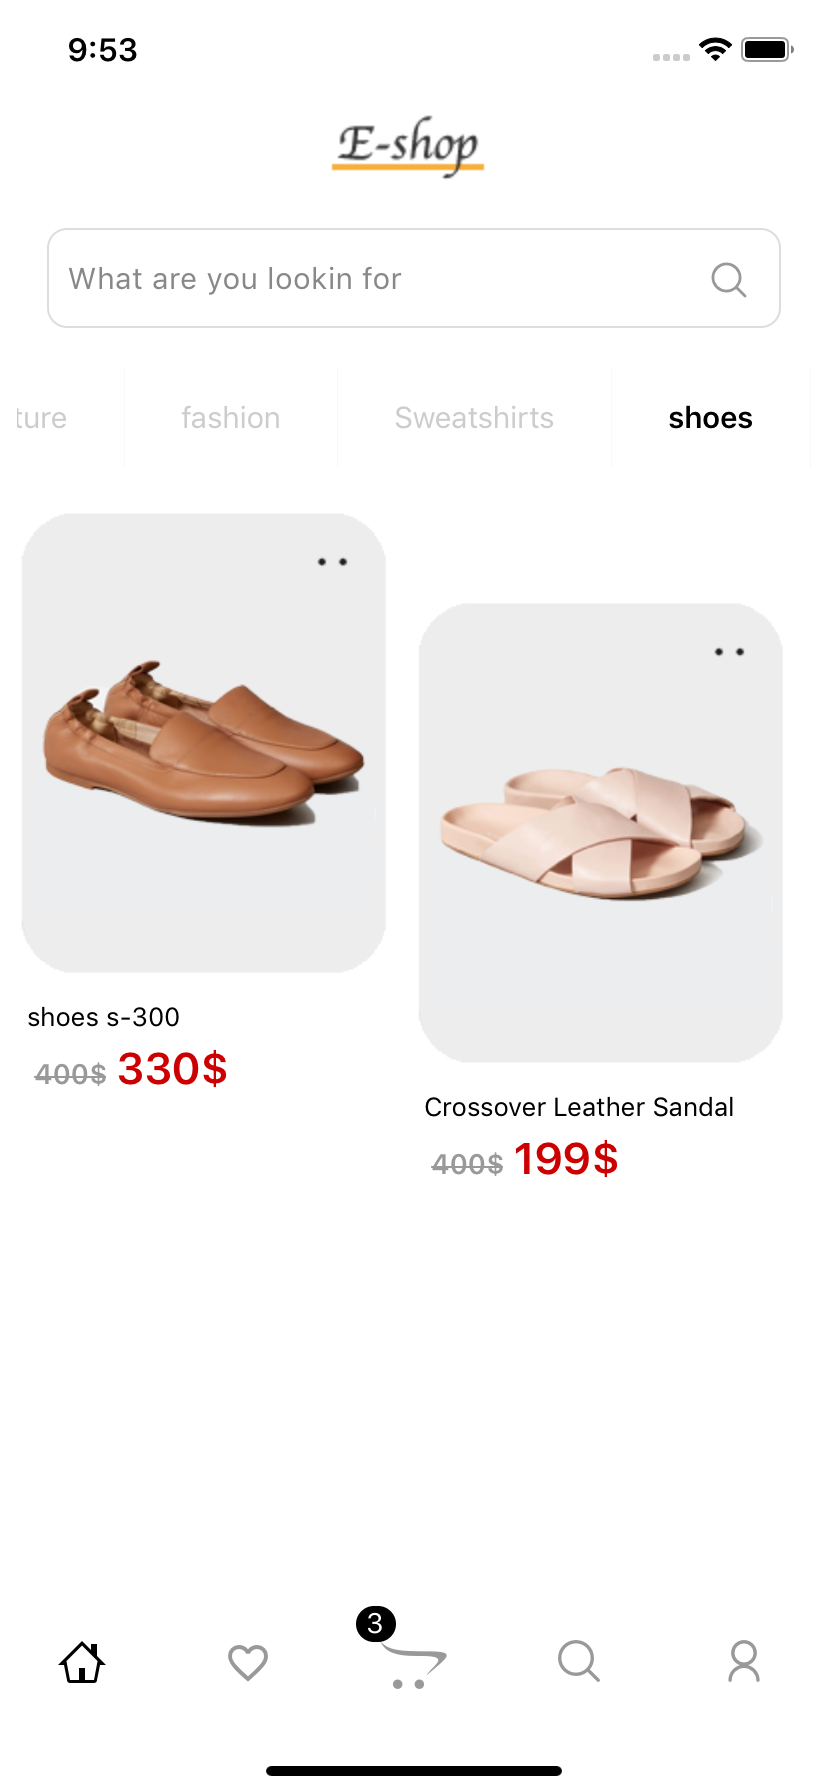 9:53
E-shop
What are you lookin for
ture fashion Sweatshirts shoes
shoes s-300
400$ 330$
Crossover Leather Sandal
400$ 199$
3